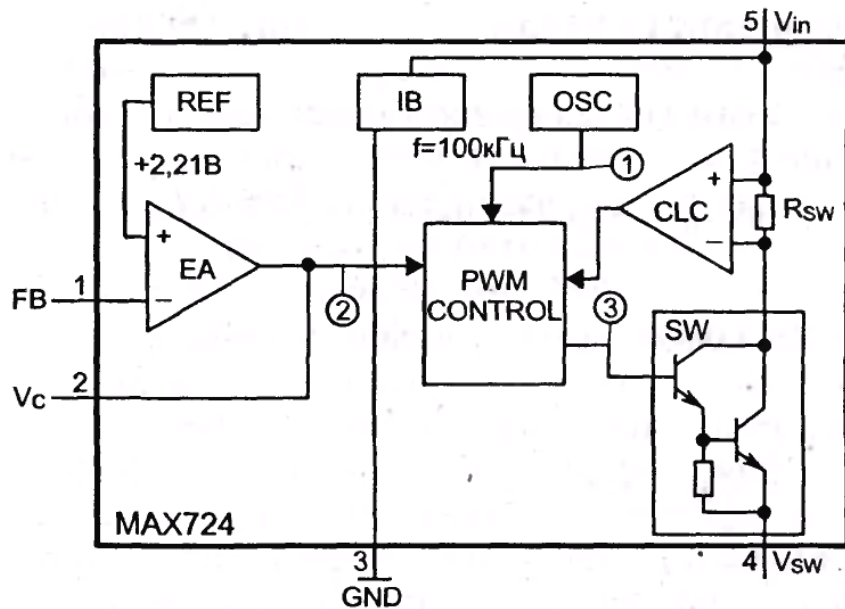 5 Vin
REF
IB
OSC
+2,21В
f=100кГц
1
+
CLC
−
RSW
+
EA
−
FB 1
2
PWM
CONTROL
3
SW
Vc 2
MAX724
3
GND
4 VSW